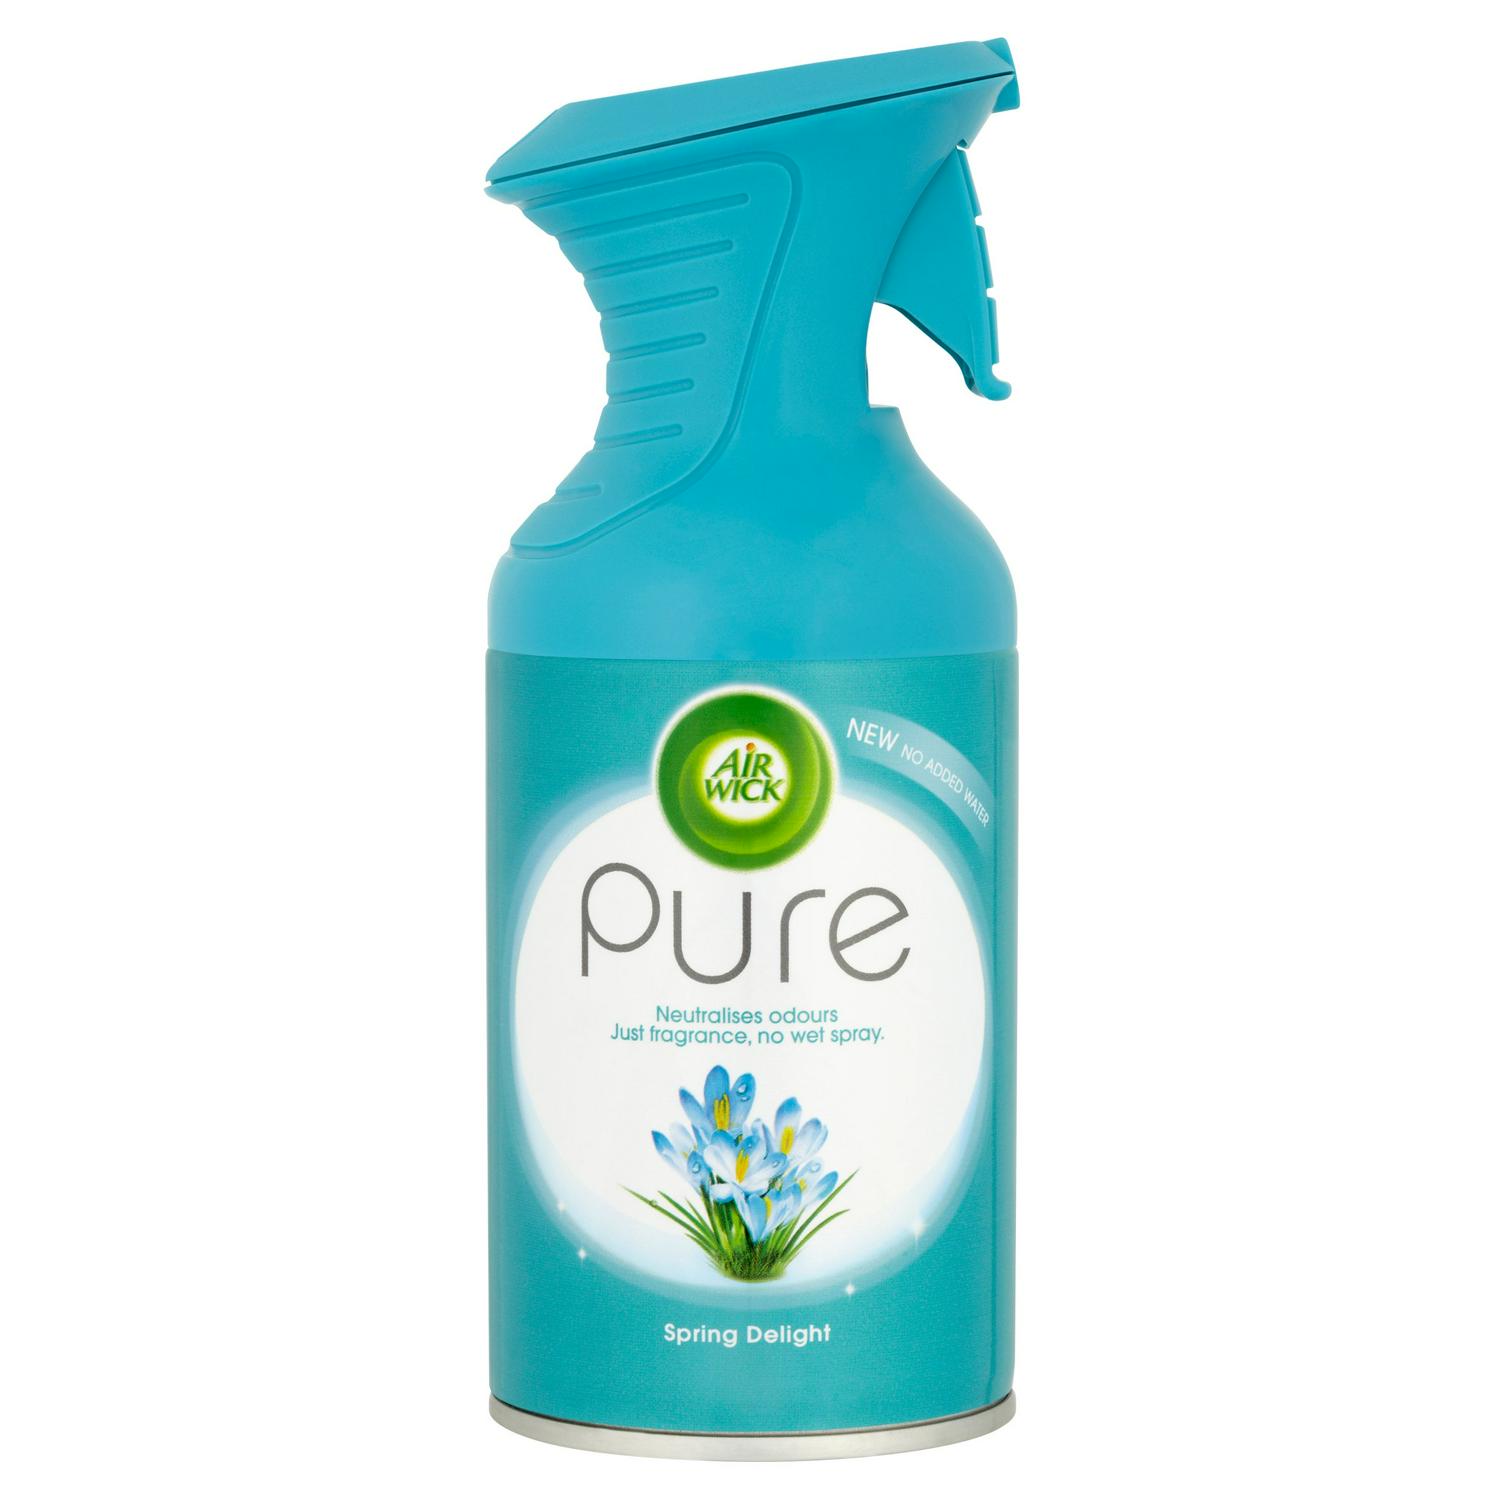 AIR
WICK
NEW NO ADDED WATER
Pure
Neutralises odours
Just fragrance, no wet spray.
Spring Delight